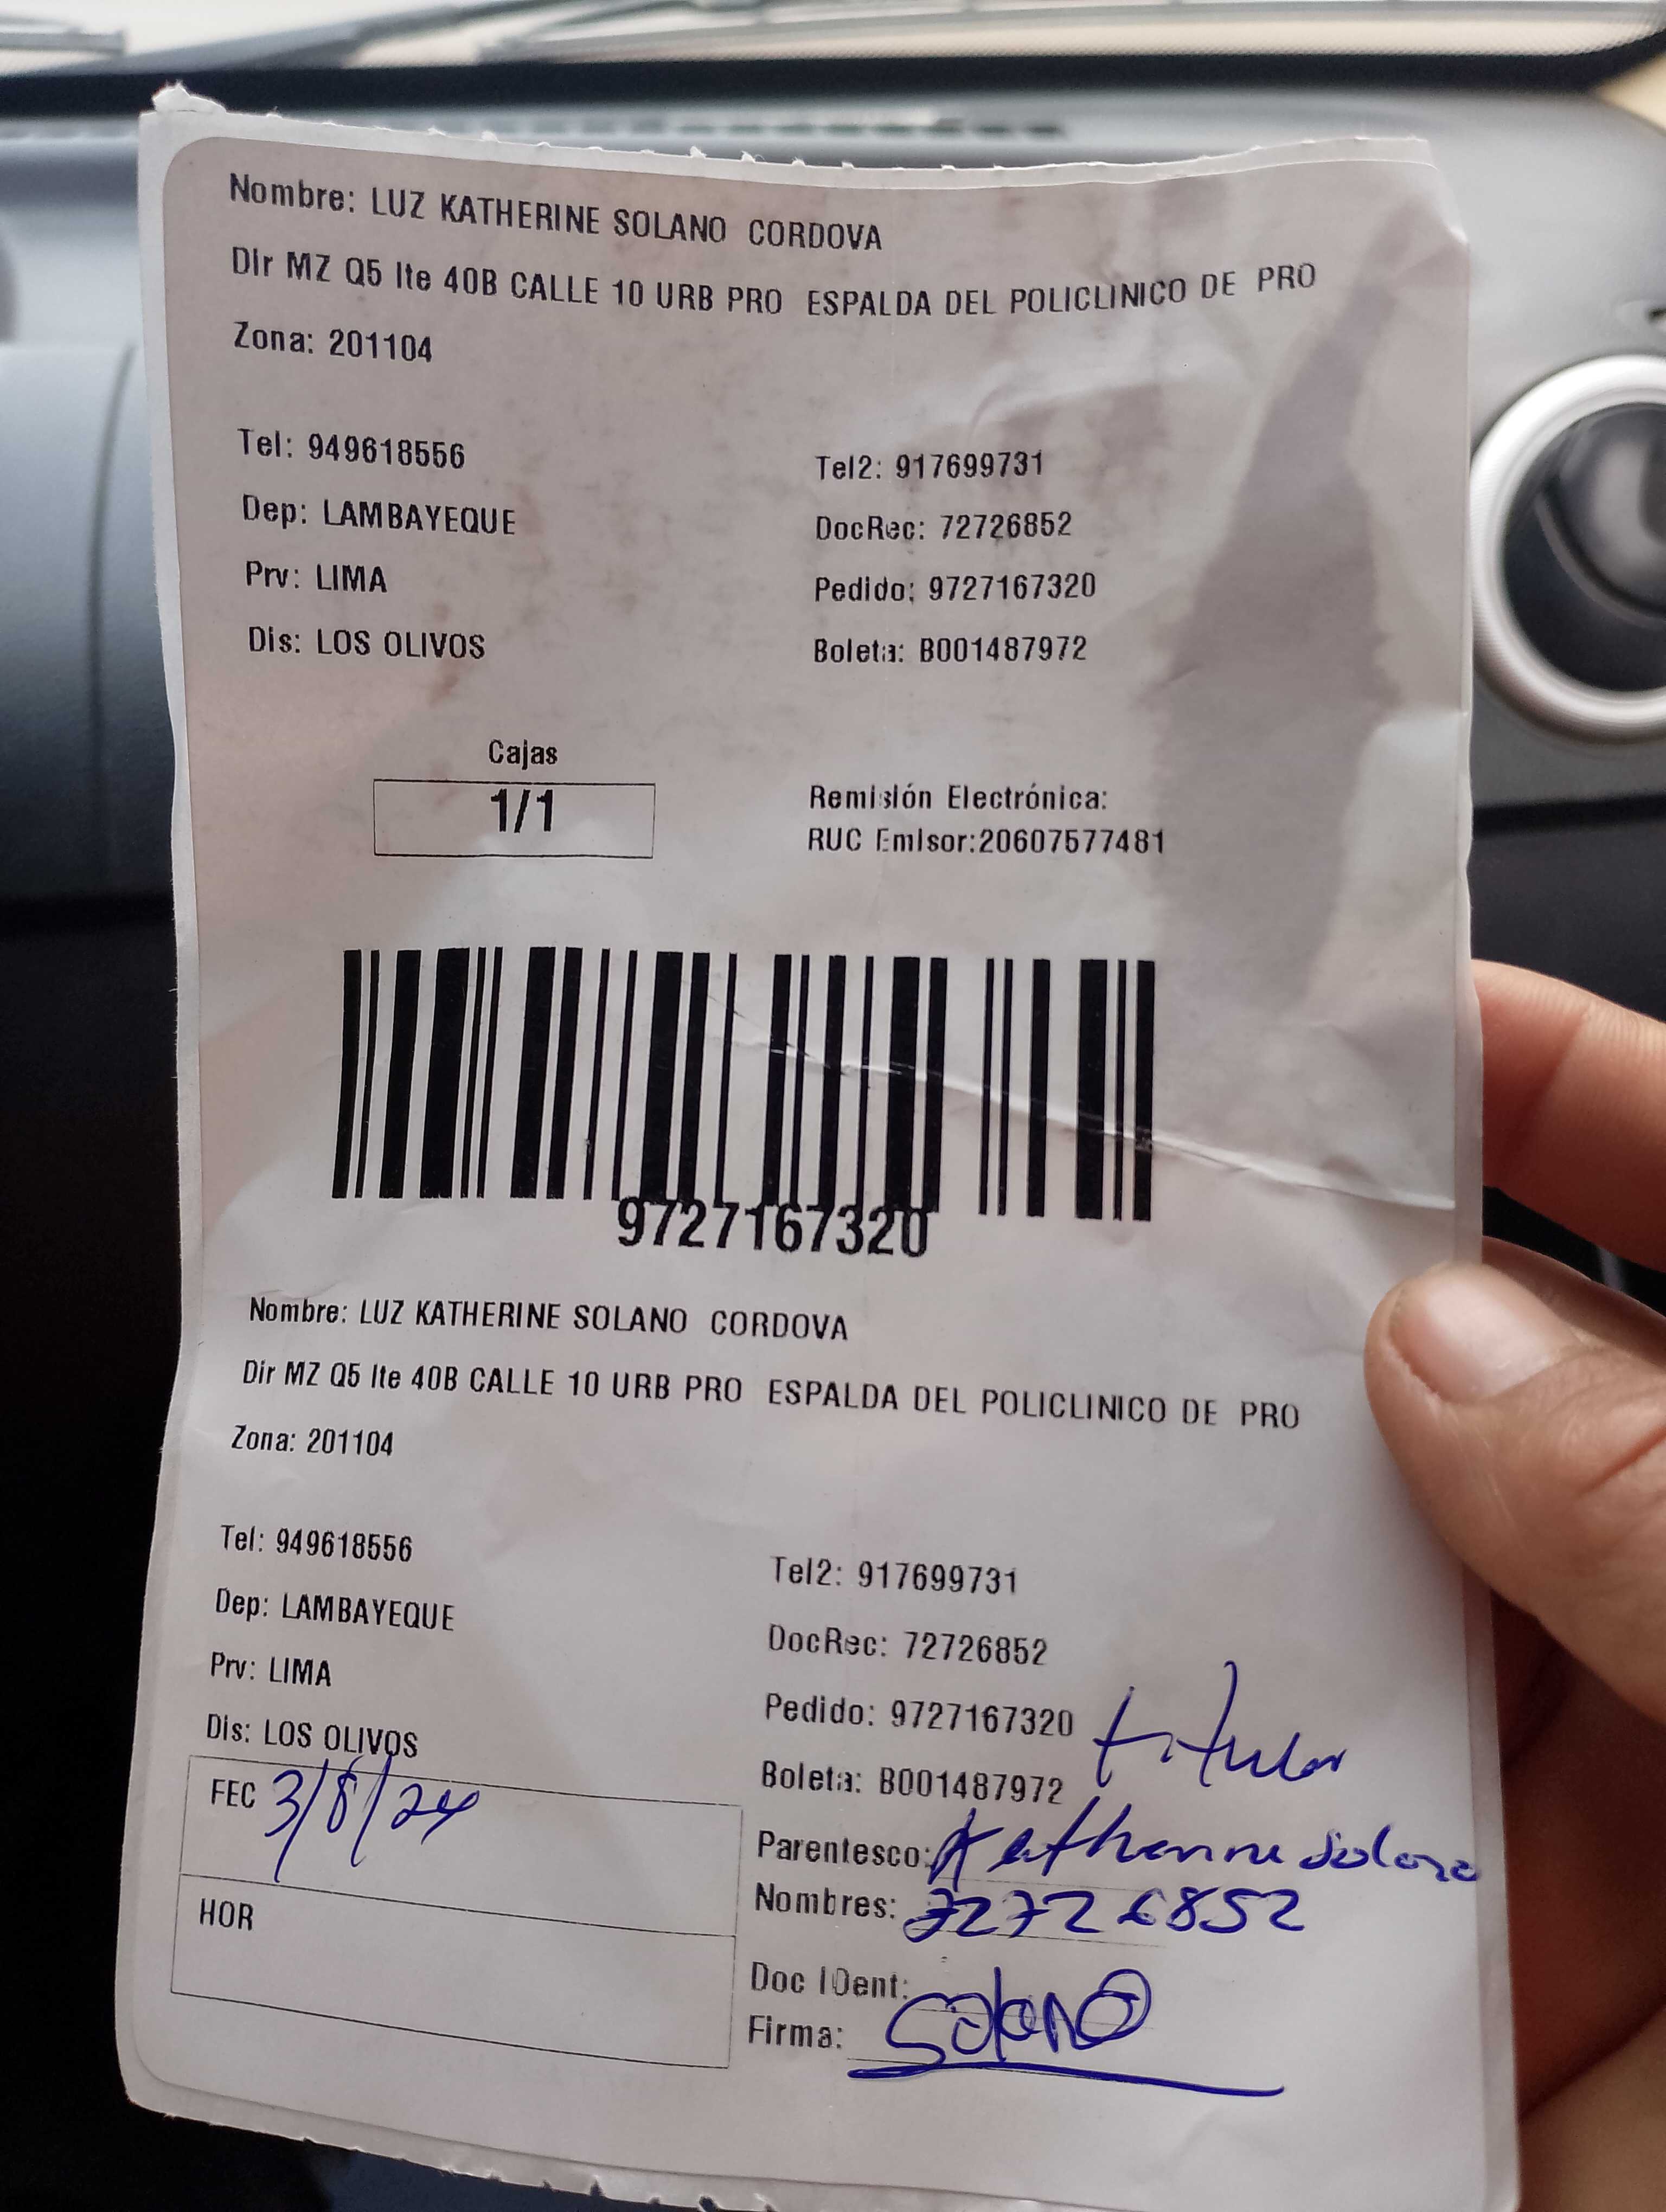 Nombre: LUZ KATHERINE SOLANO CORDOVA
Dir MZ Q5 lte 40B CALLE 10 URB PRO ESPALDA DEL POLICLINICO DE PRO
Zona: 201104
Tel: 949618556
Tel2: 917699731
Dep: LAMBAYEQUE
DocRec: 72726852
Prv: LIMA
Pedido: 9727167320
Dis: LOS OLIVOS
Boleta: B001487972
Cajas
1/1
Remisión Electrónica:
RUC Emisor:20607577481
9727167320
Nombre: LUZ KATHERINE SOLANO CORDOVA
Dir MZ Q5 lte 40B CALLE 10 URB PRO ESPALDA DEL POLICLINICO DE PRO
Zona: 201104
Tel: 949618556
Tel2: 917699731
Dep: LAMBAYEQUE
DocRec: 72726852
Prv: LIMA
Pedido: 9727167320 titular
Dis: LOS OLIVOS
Boleta: B001487972
FEC 3/8/24
Parentesco: Katherine Solano
Nombres: 72726852
HOR
Doc IDent:
Firma: Solano